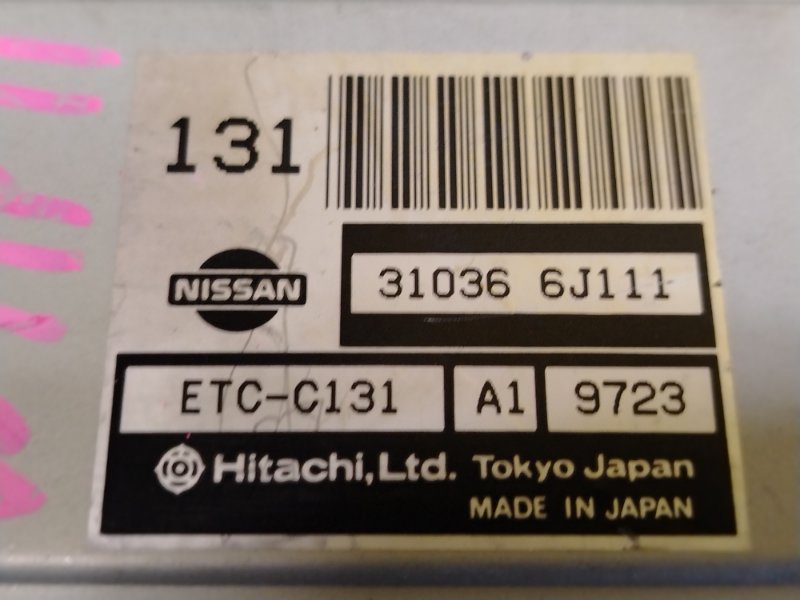 131
NISSAN
31036 6J111
ETC-C131 A1 9723
Hitachi, Ltd. Tokyo Japan
MADE IN JAPAN